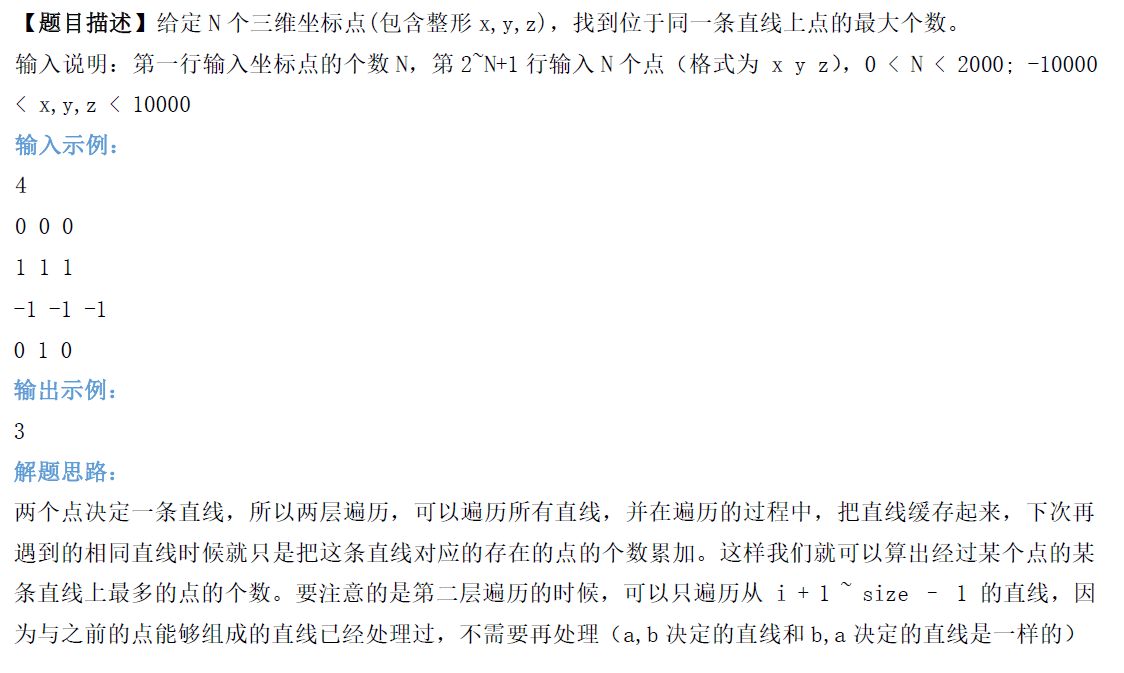 【题目描述】给定 N 个三维坐标点(包含整形 x,y,z)，找到位于同一条直线上点的最大个数。
输入说明：第一行输入坐标点的个数 N，第 2~N+1 行输入 N 个点（格式为 x y z），0 < N < 2000; -10000
< x,y,z < 10000
输入示例：
4
0 0 0
1 1 1
-1 -1 -1
0 1 0
输出示例：
3
解题思路：
两个点决定一条直线，所以两层遍历，可以遍历所有直线，并在遍历的过程中，把直线缓存起来，下次再
遇到的相同直线时候就只是把这条直线对应的存在的点的个数累加。这样我们就可以算出经过某个点的某
条直线上最多的点的个数。要注意的是第二层遍历的时候，可以只遍历从 i + 1 ~ size – 1 的直线，因
为与之前的点能够组成的直线已经处理过，不需要再处理（a,b 决定的直线和 b,a 决定的直线是一样的）